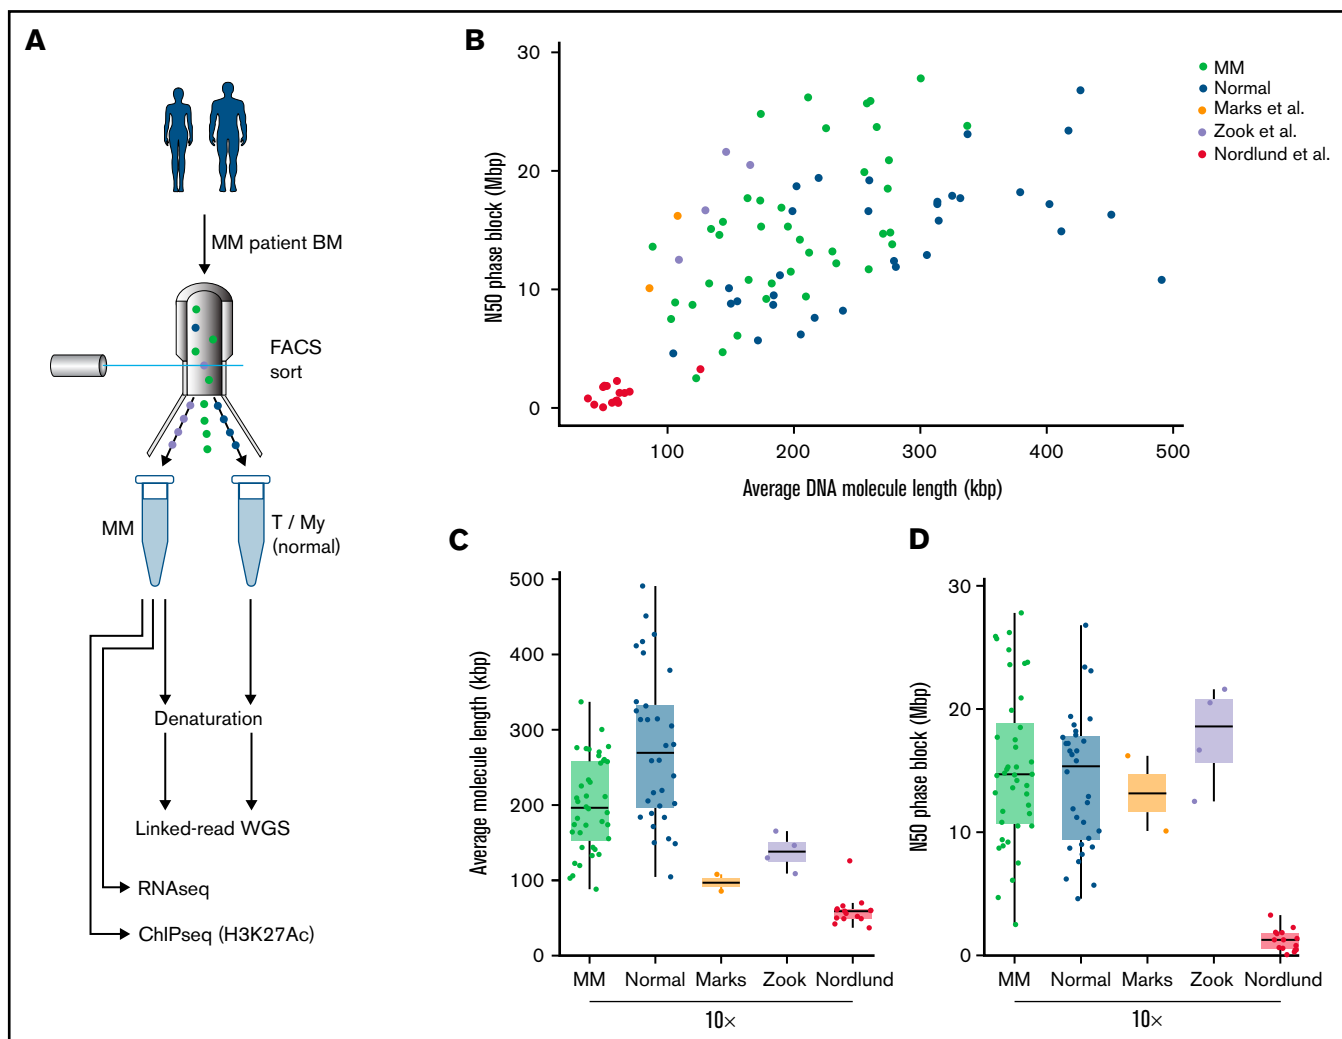 A
MM patient BM
FACS
sort
MM
T / My
(normal)
Denaturation
Linked-read WGS
RNAseq
ChIPseq (H3K27Ac)
B
30
20
10
0
N50 phase block (Mbp)
100 200 300 400 500
Average DNA molecule length (kbp)
MM
Normal
Marks et al.
Zook et al.
Nordlund et al.
C
500
400
300
200
100
0
Average molecule length (kbp)
MM Normal Marks Zook Nordlund
10×
D
30
20
10
0
N50 phase block (Mbp)
MM Normal Marks Zook Nordlund
10×